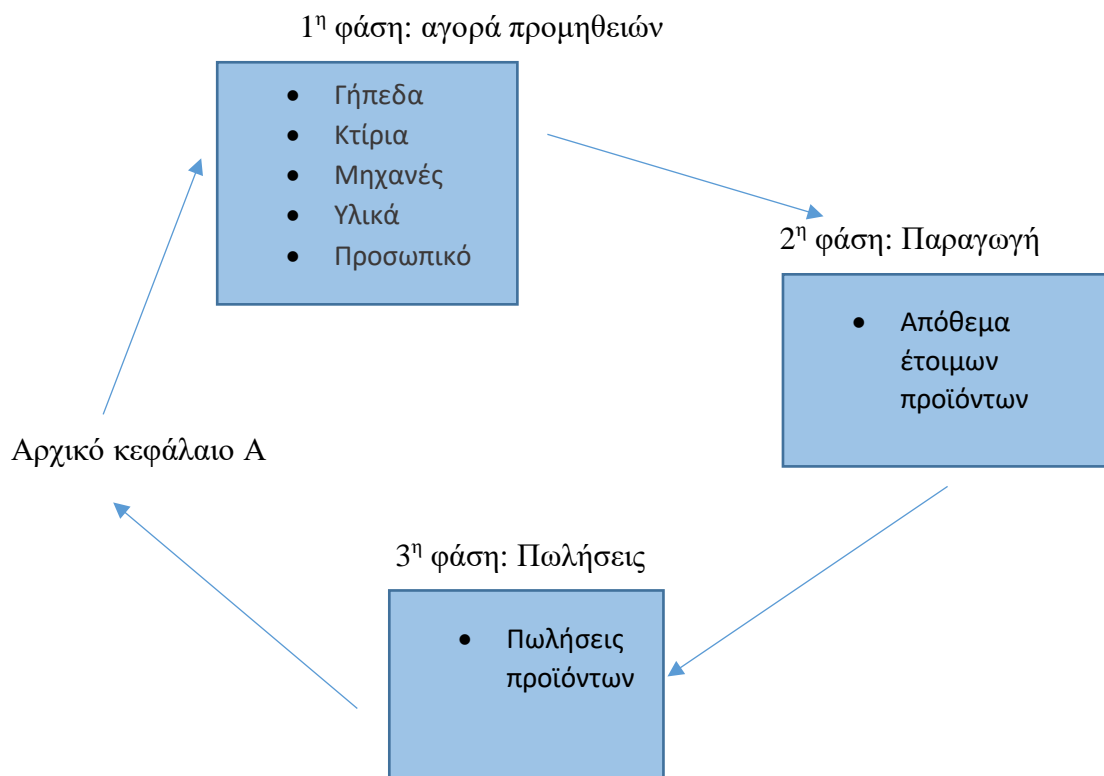 1η φάση: αγορά προμηθειών
• Γήπεδα
• Κτίρια
• Μηχανές
• Υλικά
• Προσωπικό
2η φάση: Παραγωγή
• Απόθεμα
έτοιμων
προϊόντων
Αρχικό κεφάλαιο Α
3η φάση: Πωλήσεις
• Πωλήσεις
προϊόντων